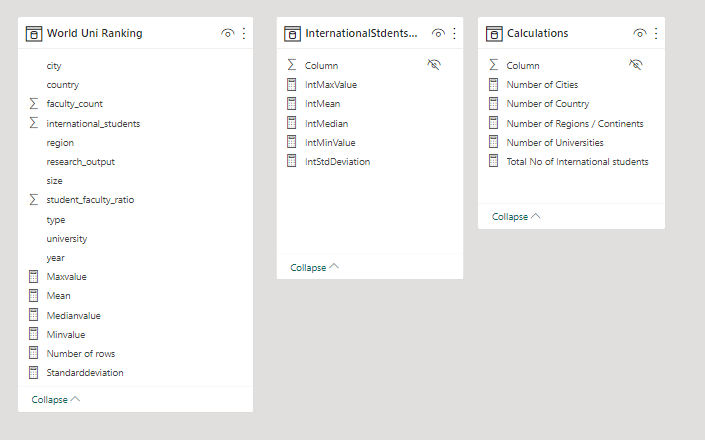 World Uni Ranking
city
country
faculty_count
international_students
region
research_output
size
student_faculty_ratio
type
university
year
Maxvalue
Mean
Medianvalue
Minvalue
Number of rows
Standarddeviation
Collapse
InternationalStdents...
Column
IntMaxValue
IntMean
IntMedian
IntMinValue
IntStdDeviation
Collapse
Calculations
Column
Number of Cities
Number of Country
Number of Regions / Continents
Number of Universities
Total No of International students
Collapse